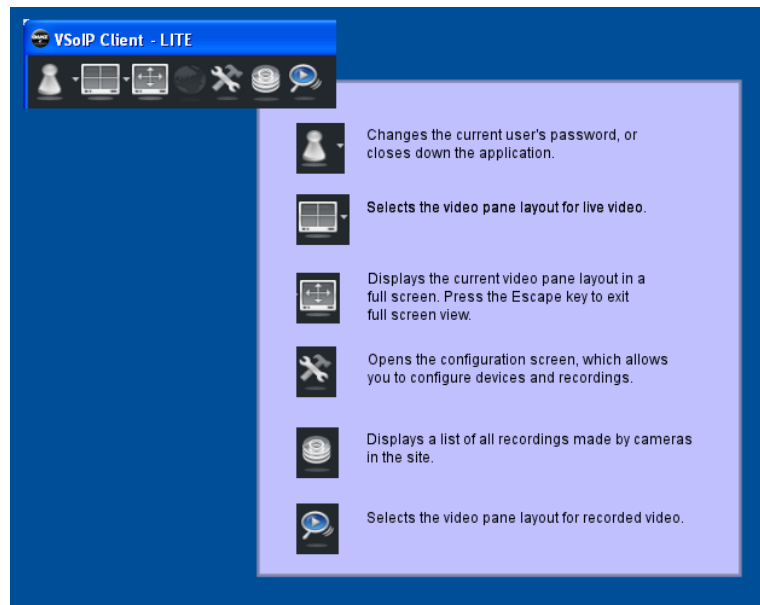 VSoIP Client - LITE
Changes the current user's password, or
closes down the application.
Selects the video pane layout for live video.
Displays the current video pane layout in a
full screen. Press the Escape key to exit
full screen view.
Opens the configuration screen, which allows
you to configure devices and recordings.
Displays a list of all recordings made by cameras
in the site.
Selects the video pane layout for recorded video.